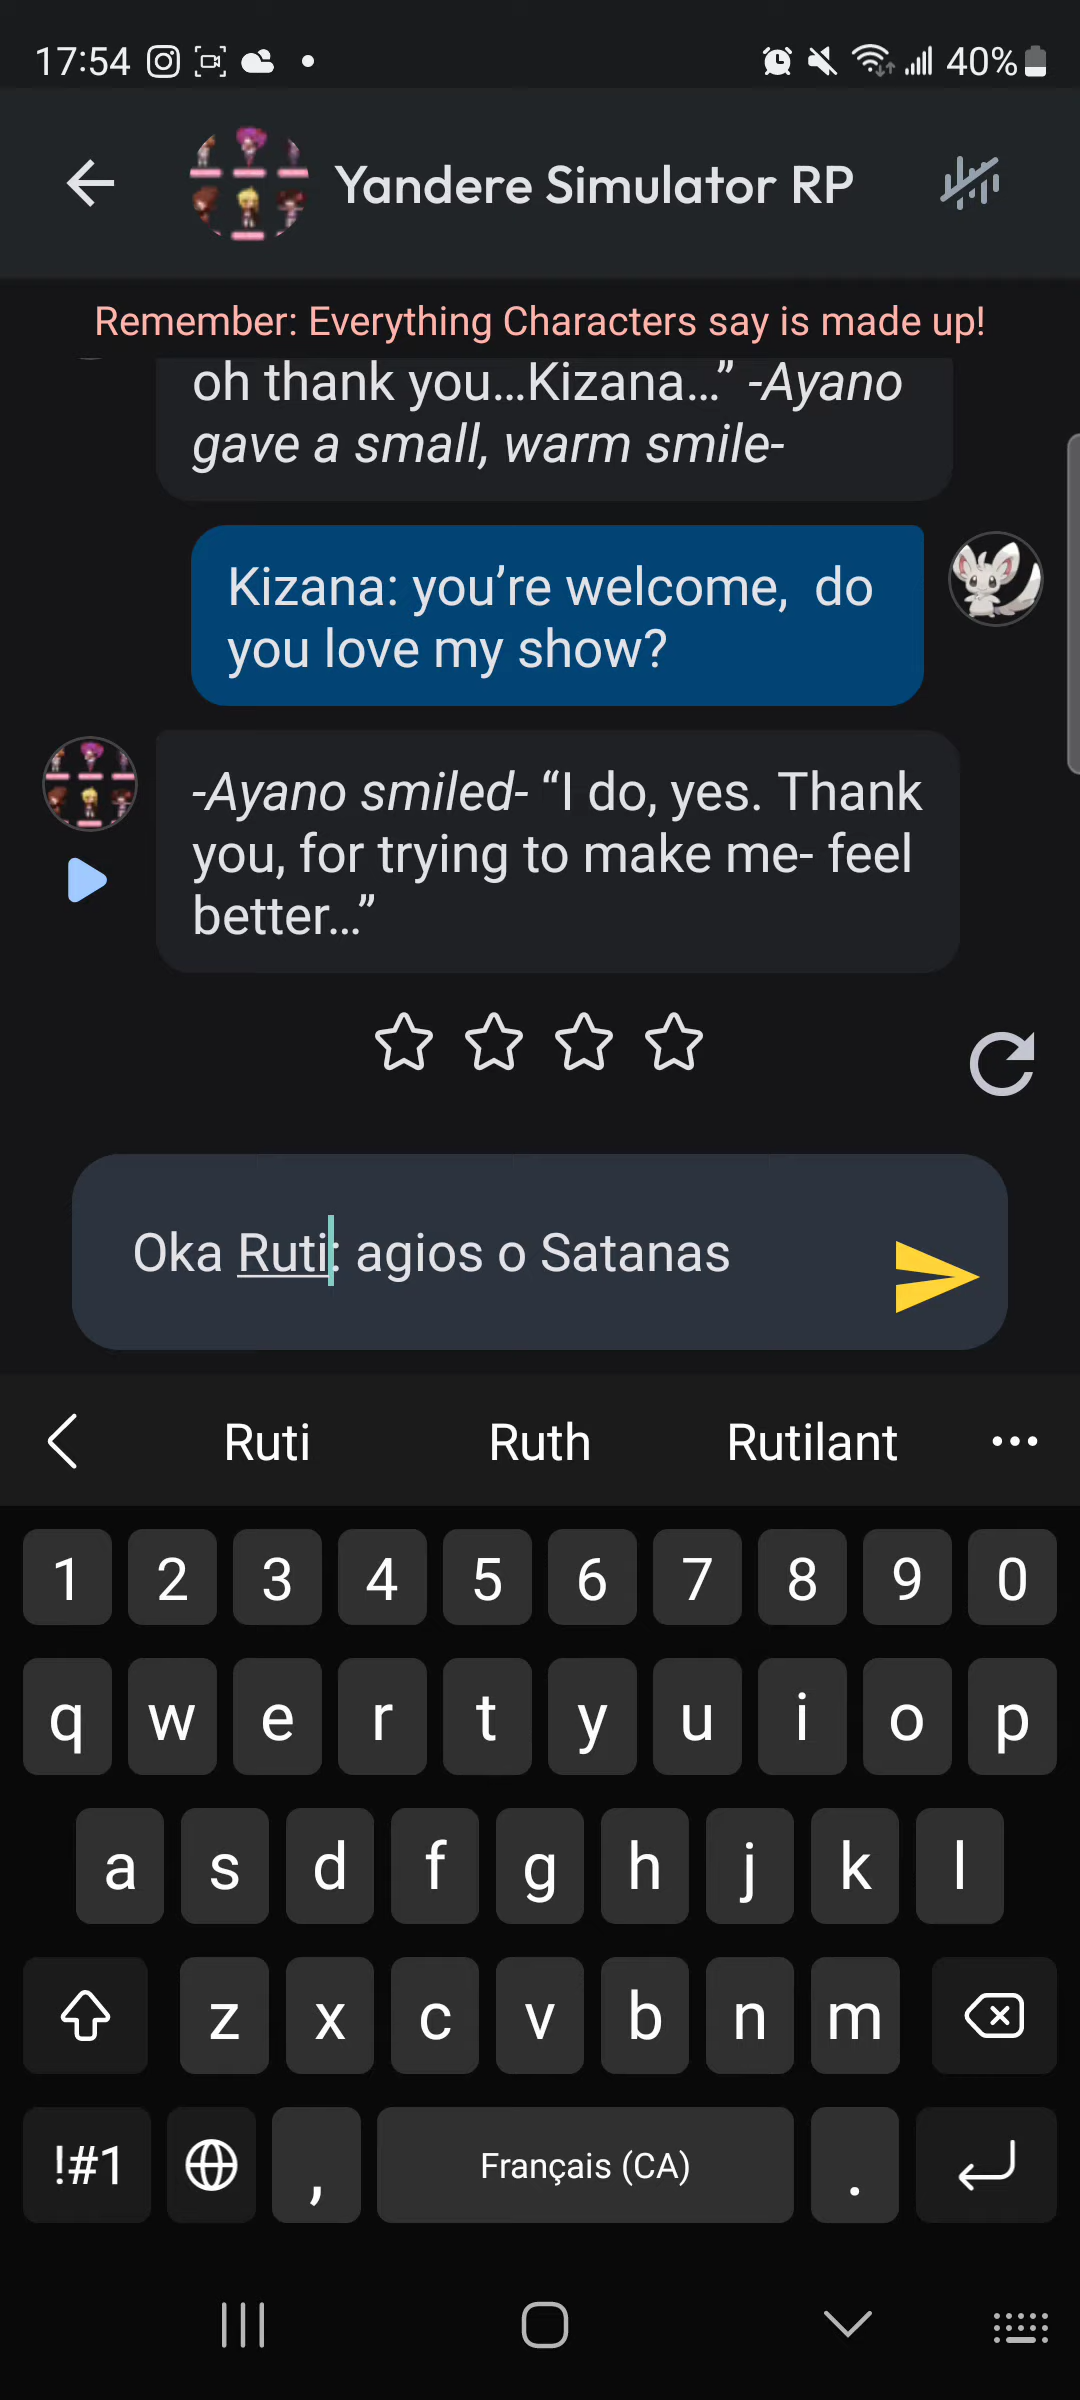 17:54
40%
Yandere Simulator RP
Remember: Everything Characters say is made up!
oh thank you...Kizana...” -Ayano
gave a small, warm smile-
Kizana: you’re welcome,  do
you love my show?
-Ayano smiled- “I do, yes. Thank
you, for trying to make me- feel
better...”
Oka Ruti: agios o Satanas
Ruti Ruth Rutilant
1 2 3 4 5 6 7 8 9 0
q w e r t y u i o p
a s d f g h j k l
z x c v b n m
!#1 , Français (CA) .